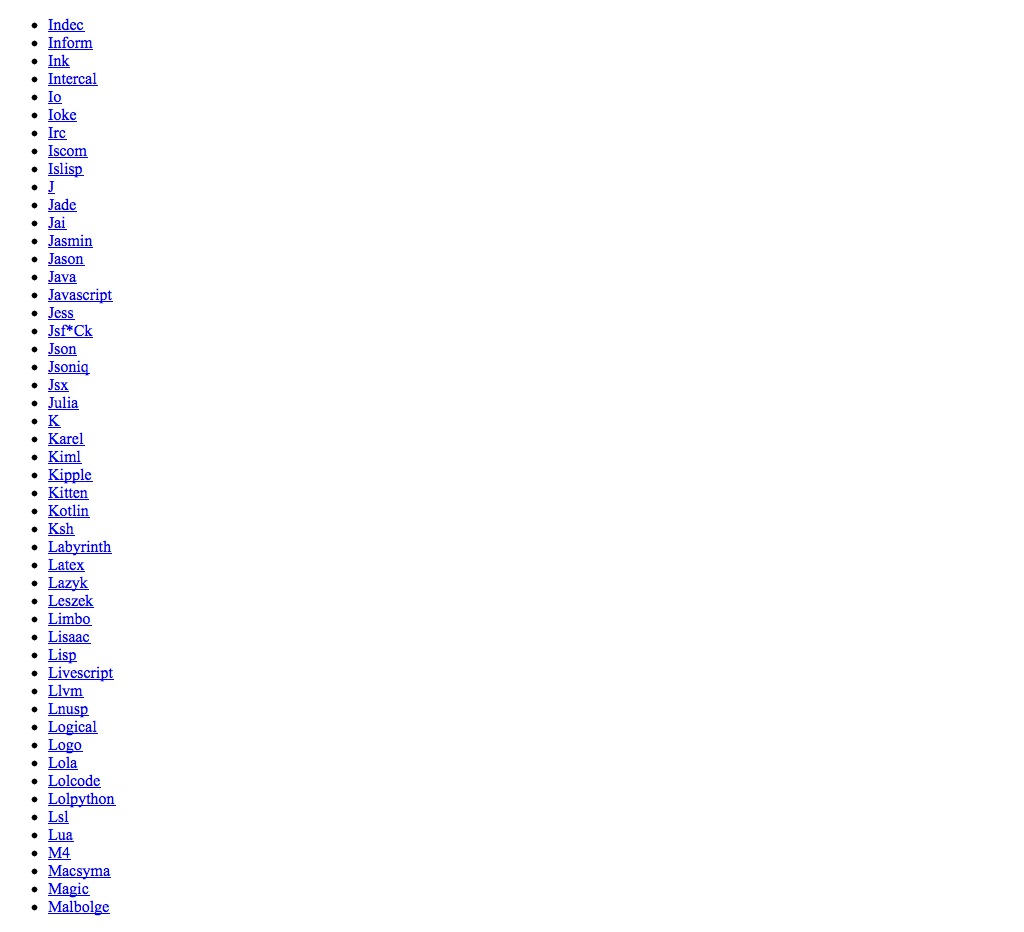 Indec
Inform
Ink
Intercal
Io
Ioke
Irc
Iscom
Islisp
J
Jade
Jai
Jasmin
Jason
Java
Javascript
Jess
Jsf*Ck
Json
Jsoniq
Jsx
Julia
K
Karel
Kiml
Kipple
Kitten
Kotlin
Ksh
Labyrinth
Latex
Lazyk
Leszek
Limbo
Lisaac
Lisp
Livescript
Llvm
Lnusp
Logical
Logo
Lola
Lolcode
Lolpython
Lsl
Lua
M4
Macsyma
Magic
Malbolge